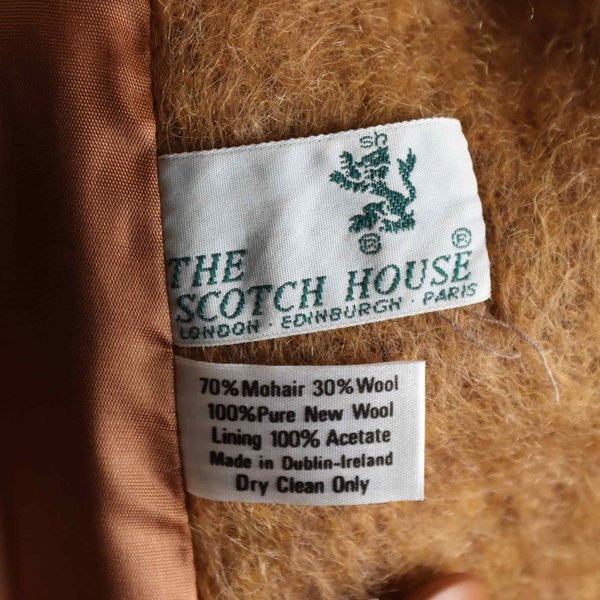 sh
® ®
THE
SCOTCH HOUSE
LONDON · EDINBURGH · PARIS
70% Mohair 30% Wool
100% Pure New Wool
Lining 100% Acetate
Made in Dublin-Ireland
Dry Clean Only